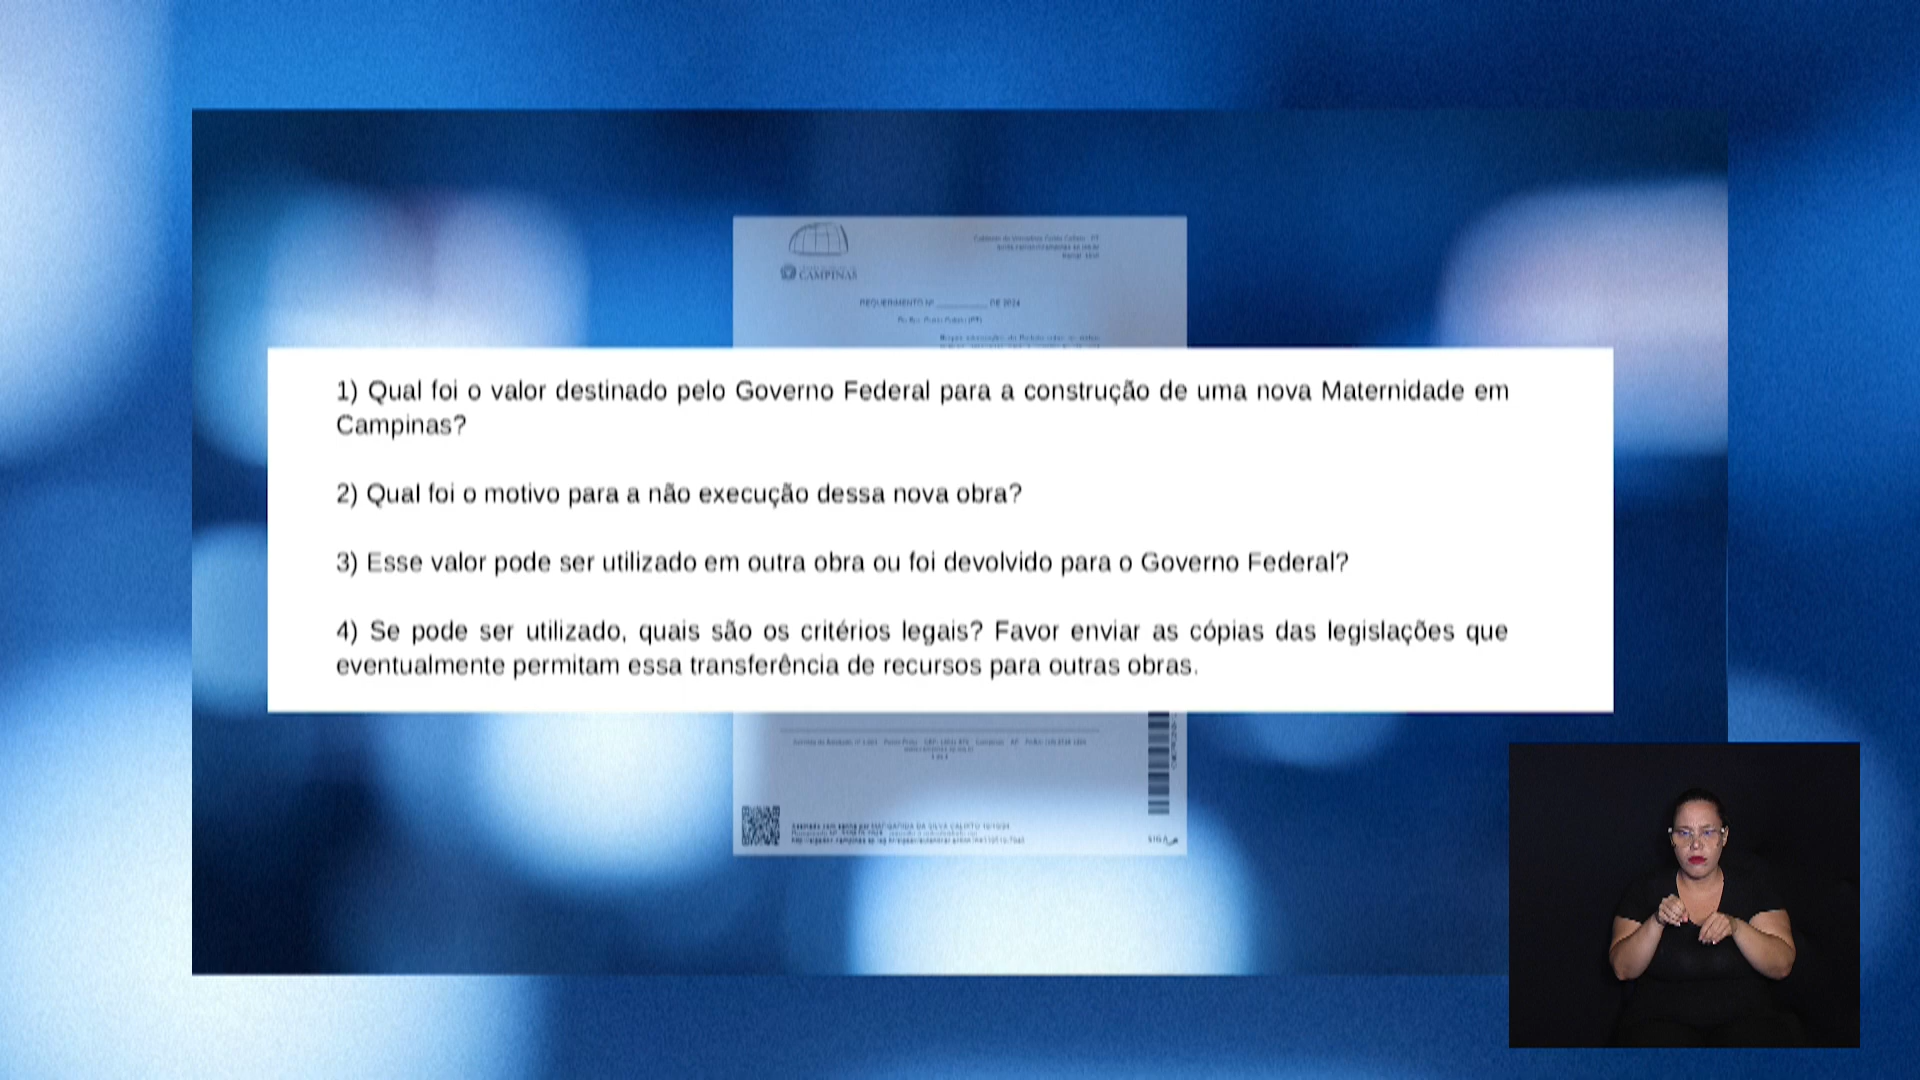 CAMPINAS
REQUERIMENTO Nº __________ DE 2024
1) Qual foi o valor destinado pelo Governo Federal para a construção de uma nova Maternidade em
Campinas?
2) Qual foi o motivo para a não execução dessa nova obra?
3) Esse valor pode ser utilizado em outra obra ou foi devolvido para o Governo Federal?
4) Se pode ser utilizado, quais são os critérios legais? Favor enviar as cópias das legislações que
eventualmente permitam essa transferência de recursos para outras obras.